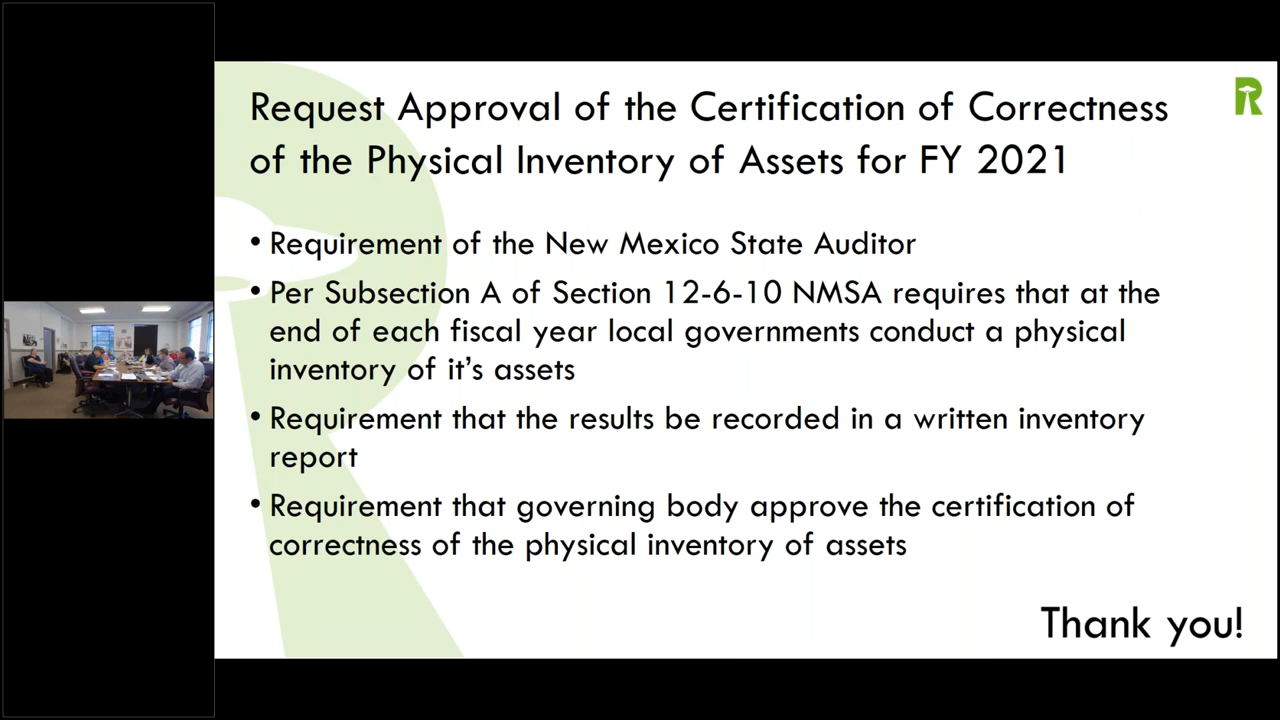 Request Approval of the Certification of Correctness
of the Physical Inventory of Assets for FY 2021
R
• Requirement of the New Mexico State Auditor
• Per Subsection A of Section 12-6-10 NMSA requires that at the
end of each fiscal year local governments conduct a physical
inventory of it's assets
• Requirement that the results be recorded in a written inventory
report
• Requirement that governing body approve the certification of
correctness of the physical inventory of assets
Thank you!